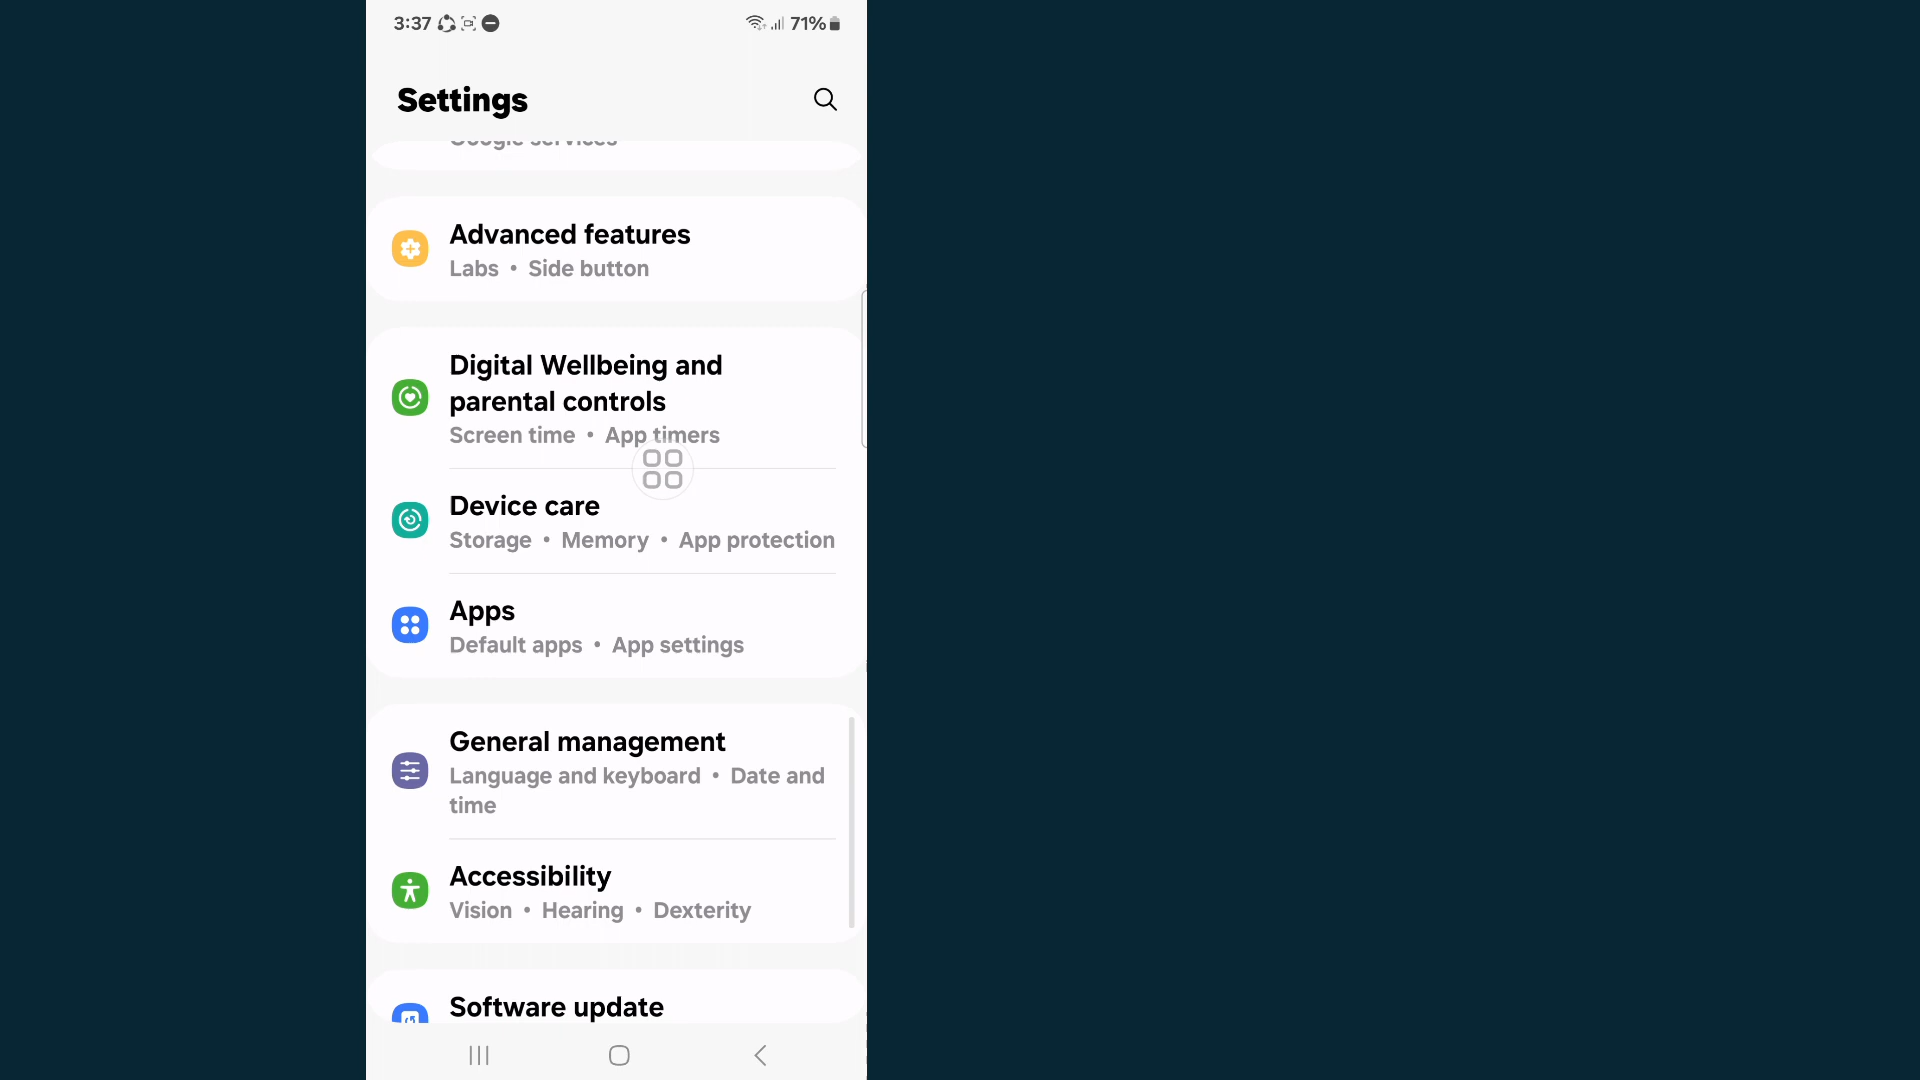 3:37
71%
Settings
Google services
Advanced features
Labs • Side button
Digital Wellbeing and
parental controls
Screen time • App timers
Device care
Storage • Memory • App protection
Apps
Default apps • App settings
General management
Language and keyboard • Date and
time
Accessibility
Vision • Hearing • Dexterity
Software update